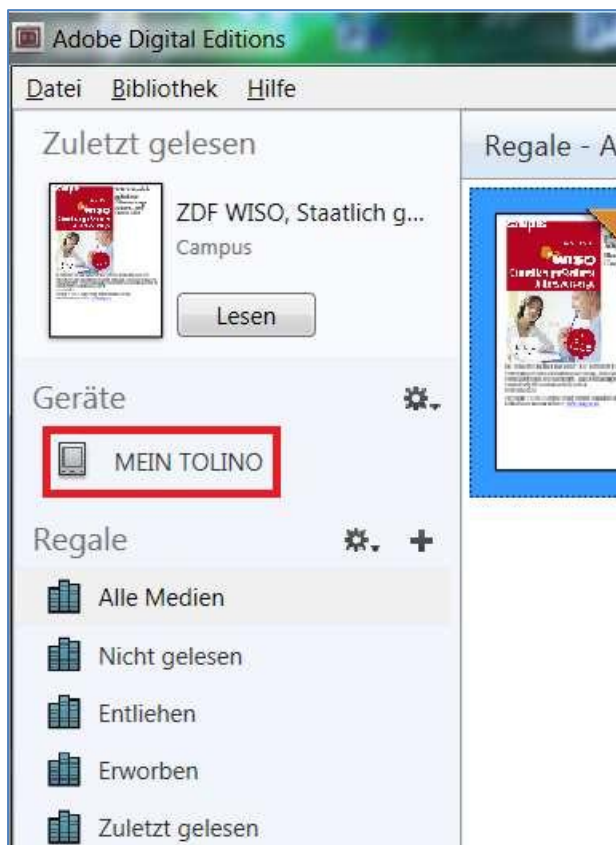 Adobe Digital Editions
Datei Bibliothek Hilfe
Zuletzt gelesen
ZDF WISO, Staatlich g...
Campus
Lesen
Geräte
MEIN TOLINO
Regale
Alle Medien
Nicht gelesen
Entliehen
Erworben
Zuletzt gelesen
Regale - A
WISO